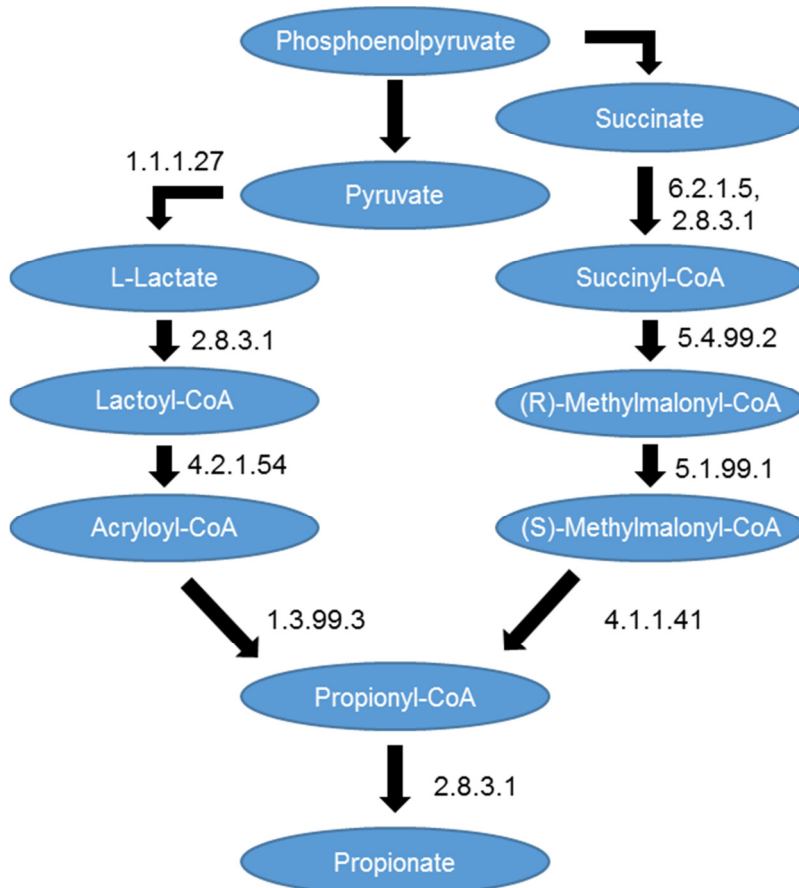 Phosphoenolpyruvate
Succinate
1.1.1.27
Pyruvate
6.2.1.5,
2.8.3.1
L-Lactate
Succinyl-CoA
2.8.3.1
5.4.99.2
Lactoyl-CoA
(R)-Methylmalonyl-CoA
4.2.1.54
5.1.99.1
Acryloyl-CoA
(S)-Methylmalonyl-CoA
1.3.99.3
4.1.1.41
Propionyl-CoA
2.8.3.1
Propionate